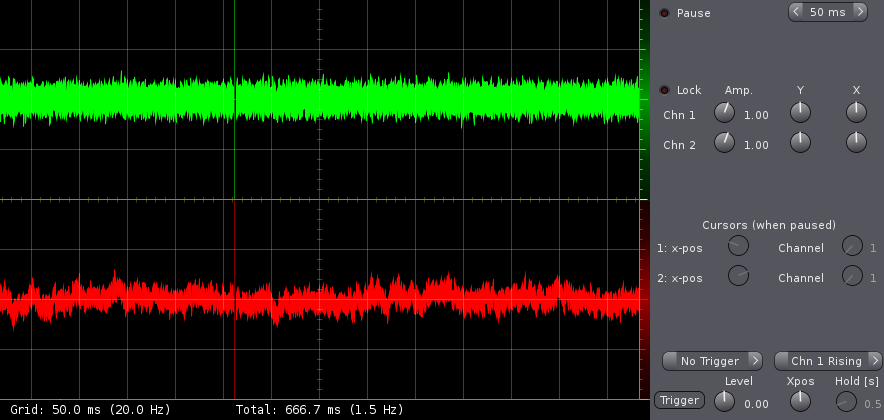 Pause
50 ms
Lock Amp. Y X
Chn 1 1.00
Chn 2 1.00
Cursors (when paused)
1: x-pos Channel 1
2: x-pos Channel 1
No Trigger Chn 1 Rising
Level Xpos Hold [s]
Trigger 0.00 0.5
Grid: 50.0 ms (20.0 Hz) Total: 666.7 ms (1.5 Hz)